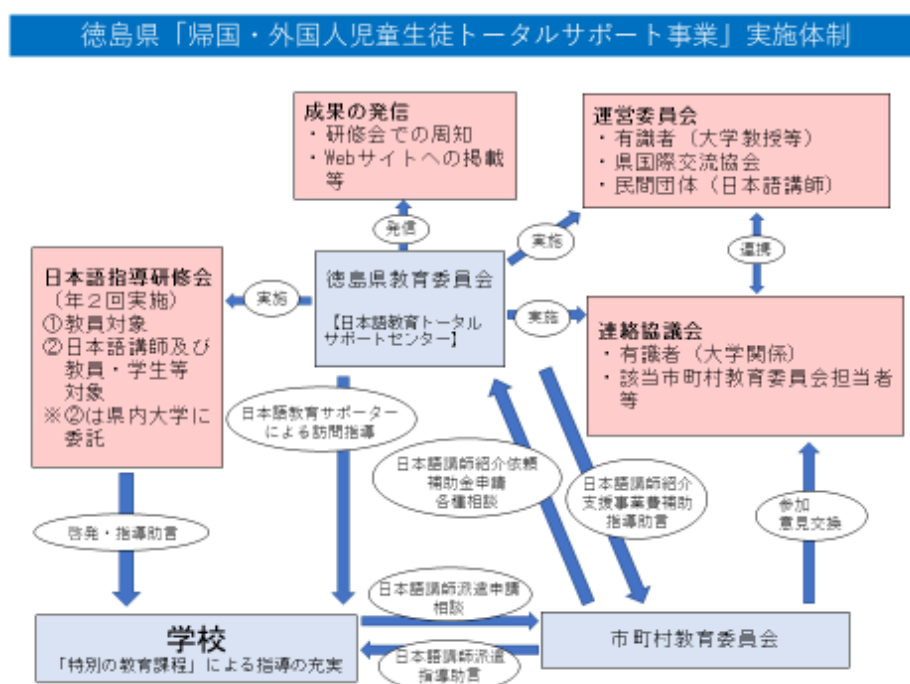 徳島県「帰国・外国人児童生徒トータルサポート事業」実施体制
成果の発信
・研修会での周知
・Webサイトへの掲載
等
運営委員会
・有識者（大学教授等）
・県国際交流協会
・民間団体（日本語講師）
発信
実施
連携
日本語指導研修会
（年２回実施）
①教員対象
②日本語講師及び
教員・学生等
対象
※②は県内大学に
委託
実施
徳島県教育委員会
【日本語教育トータル
サポートセンター】
実施
連絡協議会
・有識者（大学関係）
・該当市町村教育委員会担当者
等
日本語教育サポーター
による訪問指導
日本語講師紹介依頼
補助金申請
各種相談
日本語講師紹介
支援事業費補助
指導助言
参加
意見交換
啓発・指導助言
日本語講師派遣申請
相談
学校
「特別の教育課程」による指導の充実
市町村教育委員会
日本語講師派遣
指導助言